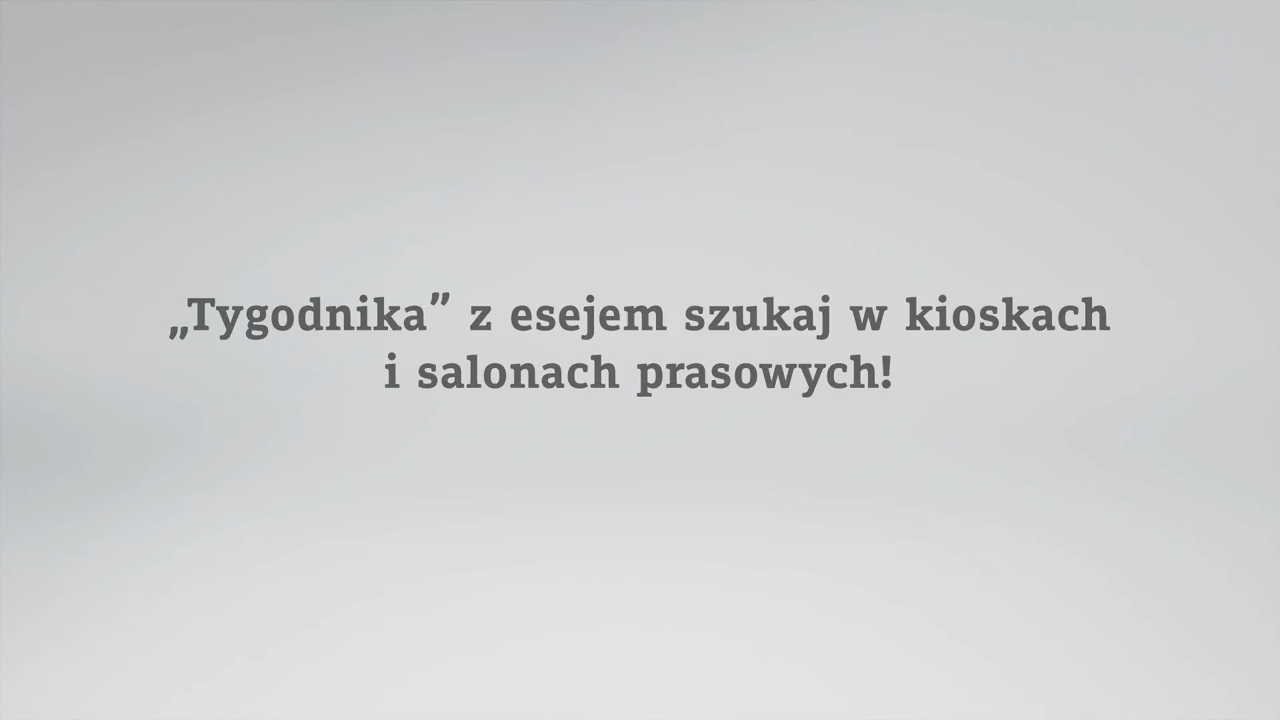 „Tygodnika” z esejem szukaj w kioskach
i salonach prasowych!